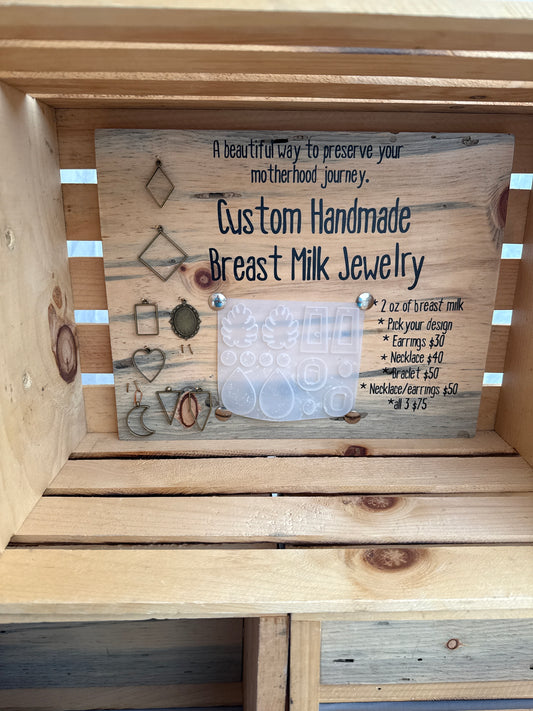 A beautiful way to preserve your
motherhood journey.
Custom Handmade
Breast Milk Jewelry
* 2 oz of breast milk
* Pick your design
* Earrings $30
* Necklace $40
* Braclet $50
* Necklace/earrings $50
*all 3 $75